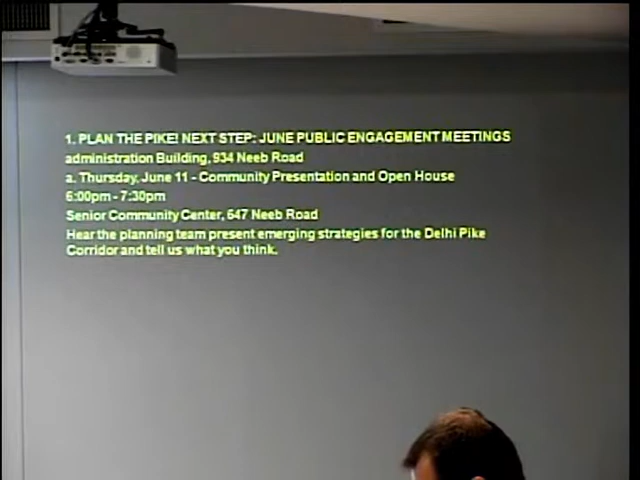 1. PLAN THE PIKE! NEXT STEP: JUNE PUBLIC ENGAGEMENT MEETINGS
administration Building, 934 Neeb Road
a. Thursday, June 11 - Community Presentation and Open House
6:00pm - 7:30pm
Senior Community Center, 647 Neeb Road
Hear the planning team present emerging strategies for the Delhi Pike
Corridor and tell us what you think.